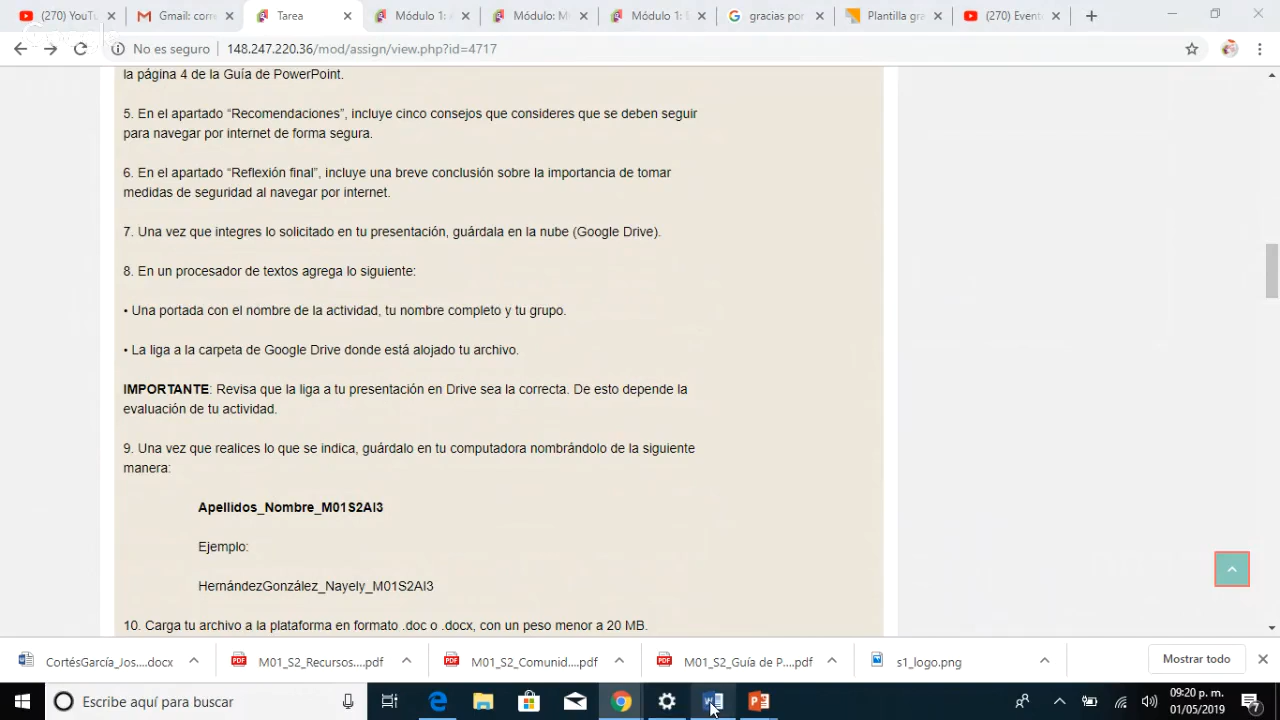 (270) YouTu
Gmail: corre
Tarea
Módulo 1: A
Módulo: M
Módulo 1: E
gracias por
Plantilla gra
(270) Event
No es seguro
148.247.220.36/mod/assign/view.php?id=4717
la página 4 de la Guía de PowerPoint.
5. En el apartado “Recomendaciones”, incluye cinco consejos que consideres que se deben seguir
para navegar por internet de forma segura.
6. En el apartado “Reflexión final”, incluye una breve conclusión sobre la importancia de tomar
medidas de seguridad al navegar por internet.
7. Una vez que integres lo solicitado en tu presentación, guárdala en la nube (Google Drive).
8. En un procesador de textos agrega lo siguiente:
• Una portada con el nombre de la actividad, tu nombre completo y tu grupo.
• La liga a la carpeta de Google Drive donde está alojado tu archivo.
IMPORTANTE: Revisa que la liga a tu presentación en Drive sea la correcta. De esto depende la
evaluación de tu actividad.
9. Una vez que realices lo que se indica, guárdalo en tu computadora nombrándolo de la siguiente
manera:
Apellidos_Nombre_M01S2AI3
Ejemplo:
HernándezGonzález_Nayely_M01S2AI3
10. Carga tu archivo a la plataforma en formato .doc o .docx, con un peso menor a 20 MB.
CortésGarcía_Jos....docx
M01_S2_Recursos....pdf
M01_S2_Comunid....pdf
M01_S2_Guía de P....pdf
s1_logo.png
Mostrar todo
Escribe aquí para buscar
09:20 p. m.
01/05/2019
7